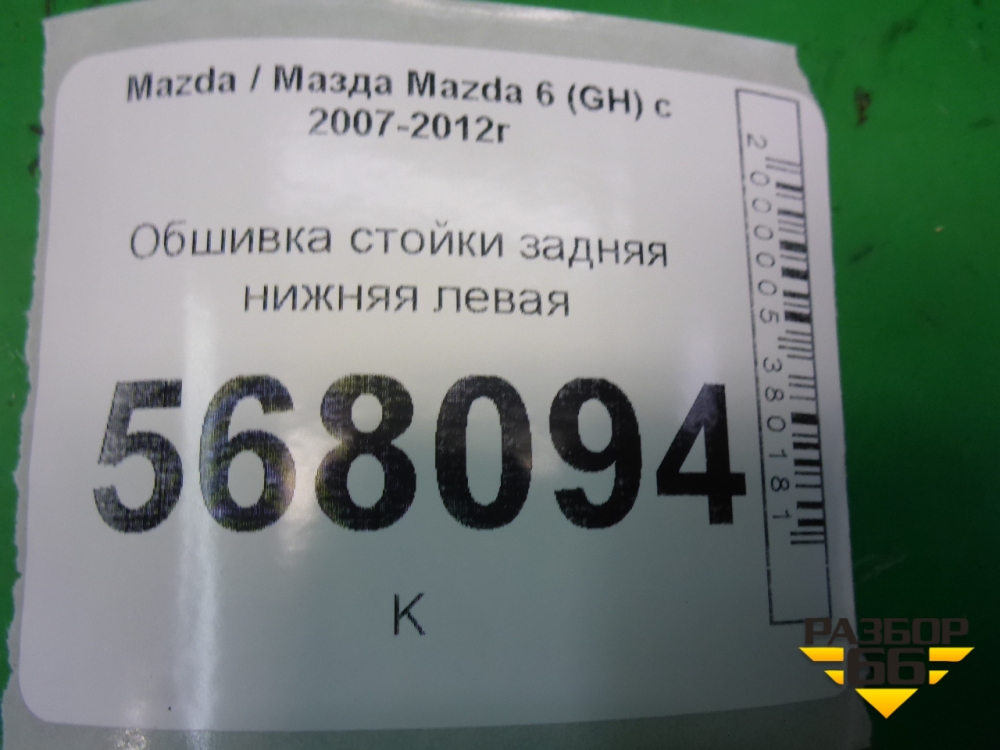 Mazda / Мазда Mazda 6 (GH) с
2007-2012г
Обшивка стойки задняя
нижняя левая
568094
К
2000005380181
РАЗБОР
66